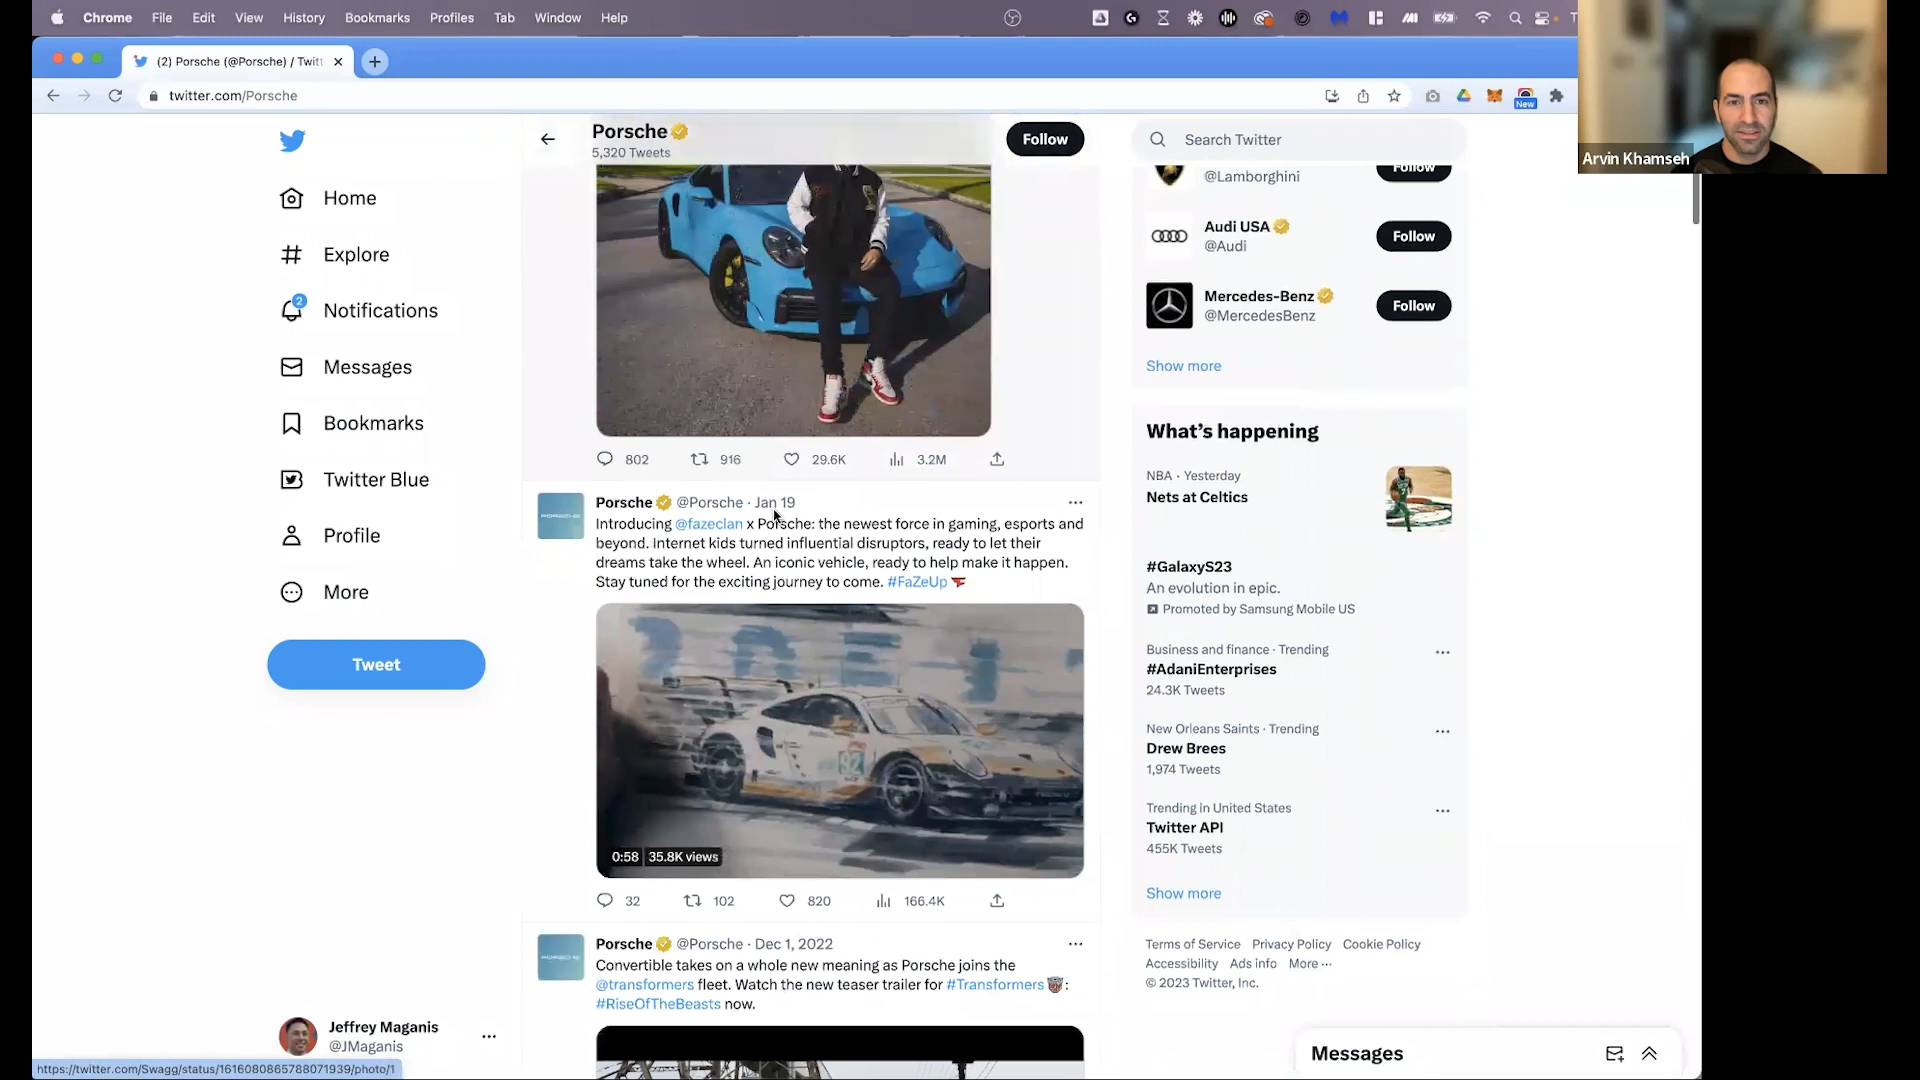 Chrome File Edit View History Bookmarks Profiles Tab Window Help
(2) Porsche (@Porsche) / Twitt
twitter.com/Porsche
New
Arvin Khamseh
Home
Explore
2
Notifications
Messages
Bookmarks
Twitter Blue
Profile
More
Tweet
Jeffrey Maganis
@JMaganis
https://twitter.com/Swagg/status/1616080865788071939/photo/1
Porsche
5,320 Tweets
Follow
802 916 29.6K 3.2M
Porsche @Porsche · Jan 19
Introducing @fazeclan x Porsche: the newest force in gaming, esports and
beyond. Internet kids turned influential disruptors, ready to let their
dreams take the wheel. An iconic vehicle, ready to help make it happen.
Stay tuned for the exciting journey to come. #FaZeUp
92
0:58 35.8K views
32 102 820 166.4K
Porsche @Porsche · Dec 1, 2022
Convertible takes on a whole new meaning as Porsche joins the
@transformers fleet. Watch the new teaser trailer for #Transformers :
#RiseOfTheBeasts now.
Search Twitter
@Lamborghini
Follow
Audi USA
@Audi
Follow
Mercedes-Benz
@MercedesBenz
Follow
Show more
What's happening
NBA · Yesterday
Nets at Celtics
#GalaxyS23
An evolution in epic.
Promoted by Samsung Mobile US
Business and finance · Trending
#AdaniEnterprises
24.3K Tweets
New Orleans Saints · Trending
Drew Brees
1,974 Tweets
Trending in United States
Twitter API
455K Tweets
Show more
Terms of Service Privacy Policy Cookie Policy
Accessibility Ads info More ...
© 2023 Twitter, Inc.
Messages